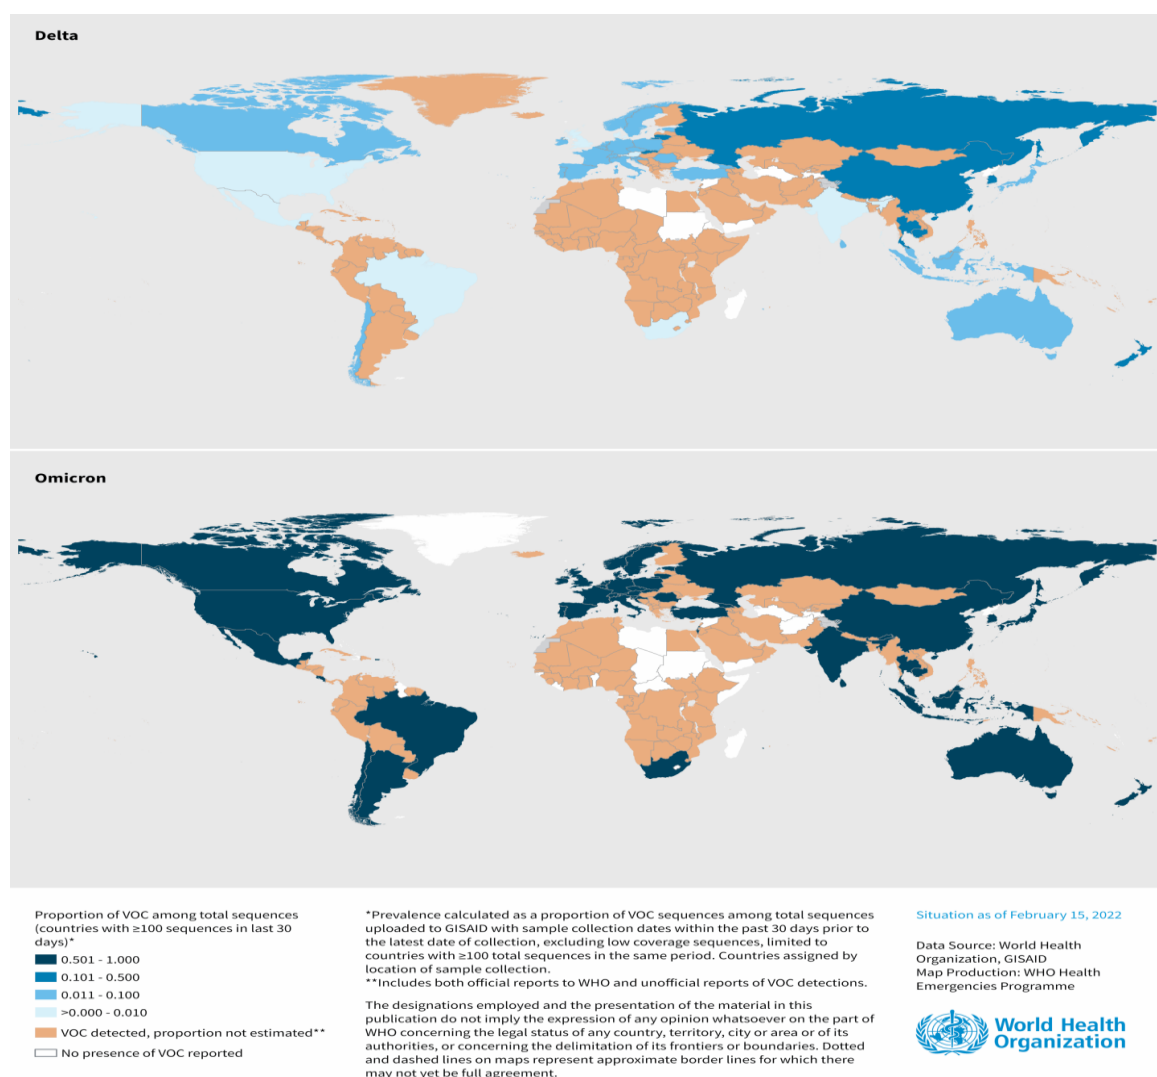 Delta
Omicron
Proportion of VOC among total sequences
(countries with ≥100 sequences in last 30
days)*
0.501 - 1.000
0.101 - 0.500
0.011 - 0.100
>0.000 - 0.010
VOC detected, proportion not estimated**
No presence of VOC reported
*Prevalence calculated as a proportion of VOC sequences among total sequences
uploaded to GISAID with sample collection dates within the past 30 days prior to
the latest date of collection, excluding low coverage sequences, limited to
countries with ≥100 total sequences in the same period. Countries assigned by
location of sample collection.
**Includes both official reports to WHO and unofficial reports of VOC detections.
The designations employed and the presentation of the material in this
publication do not imply the expression of any opinion whatsoever on the part of
WHO concerning the legal status of any country, territory, city or area or of its
authorities, or concerning the delimitation of its frontiers or boundaries. Dotted
and dashed lines on maps represent approximate border lines for which there
may not yet be full agreement.
Situation as of February 15, 2022
Data Source: World Health
Organization, GISAID
Map Production: WHO Health
Emergencies Programme
World Health
Organization